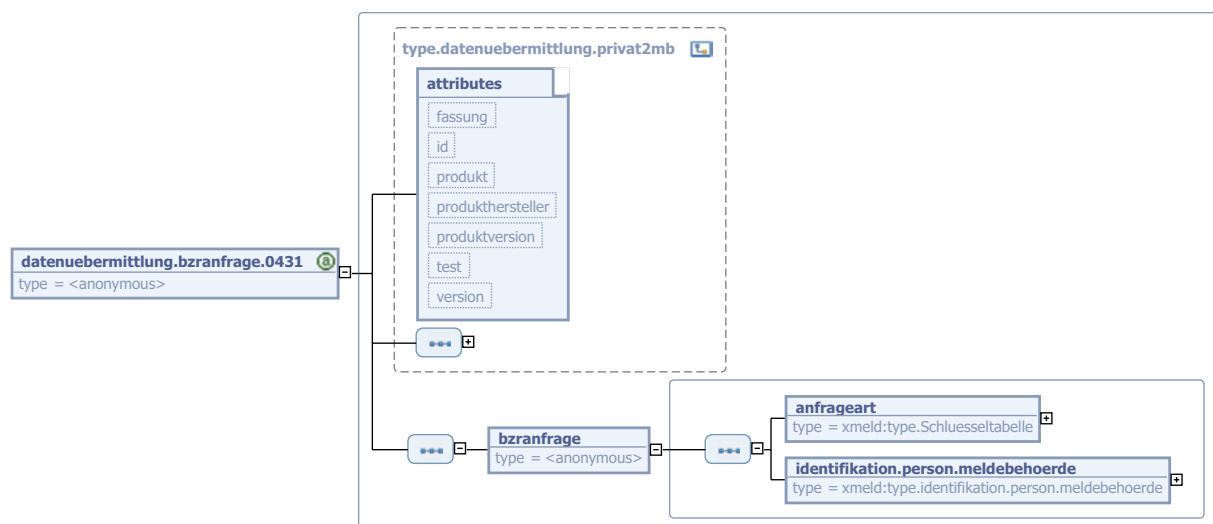 type.datenuebermittlung.privat2mb
attributes
fassung
id
produkt
produkthersteller
produktversion
test
version
datenuebermittlung.bzranfrage.0431 a
type = <anonymous>
bzranfrage
type = <anonymous>
anfrageart
type = xmeld:type.Schluesseltabelle
identifikation.person.meldebehoerde
type = xmeld:type.identifikation.person.meldebehoerde